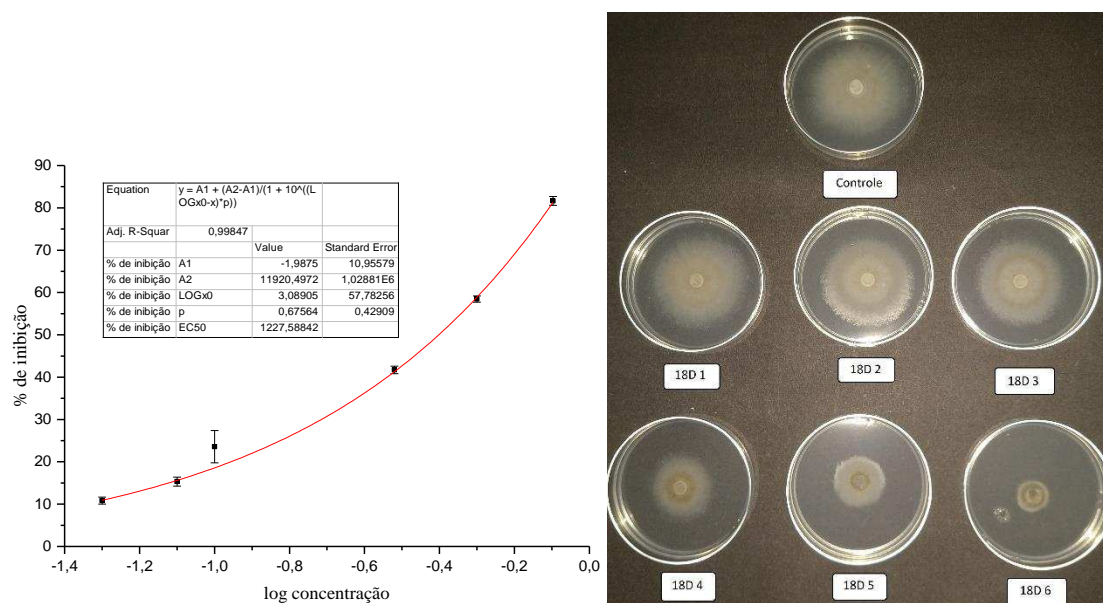 90
80
70
60
50
40
30
20
10
0
% de inibição
-1,4 -1,2 -1,0 -0,8 -0,6 -0,4 -0,2 0,0
log concentração
Equation y = A1 + (A2-A1)/(1 + 10^((L
OGx0-x)*p))
Adj. R-Squar 0,99847
Value Standard Error
% de inibição A1 -1,9875 10,95579
% de inibição A2 11920,4972 1,02881E6
% de inibição LOGx0 3,08905 57,78256
% de inibição p 0,67564 0,42909
% de inibição EC50 1227,58842
Controle
18D 1
18D 2
18D 3
18D 4
18D 5
18D 6